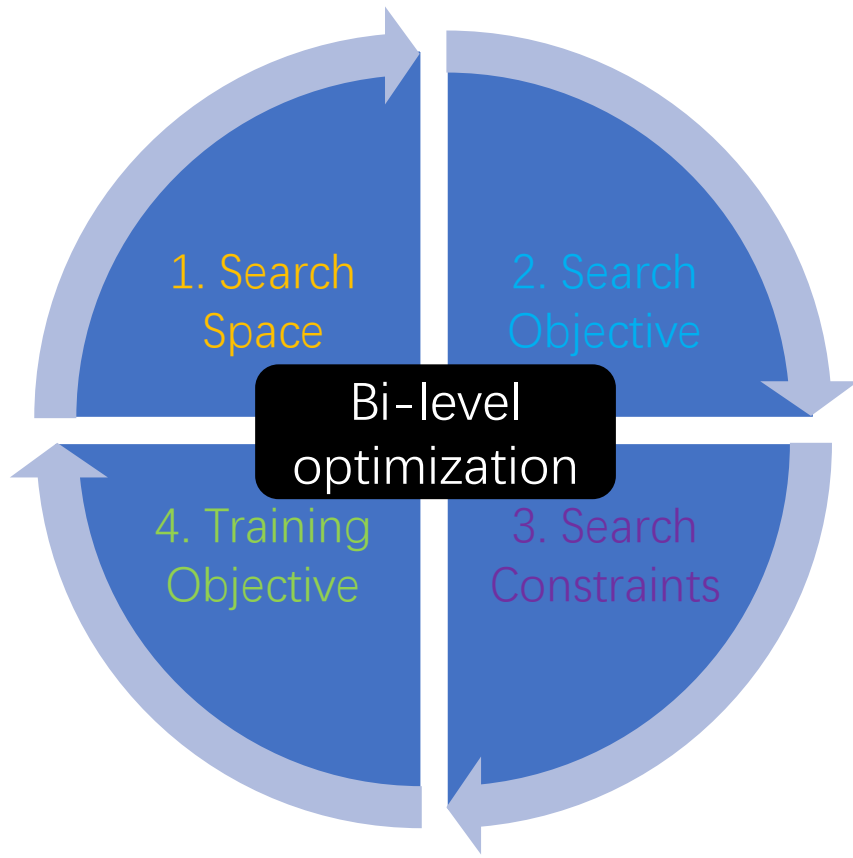 1. Search
Space
2. Search
Objective
Bi-level
optimization
4. Training
Objective
3. Search
Constraints